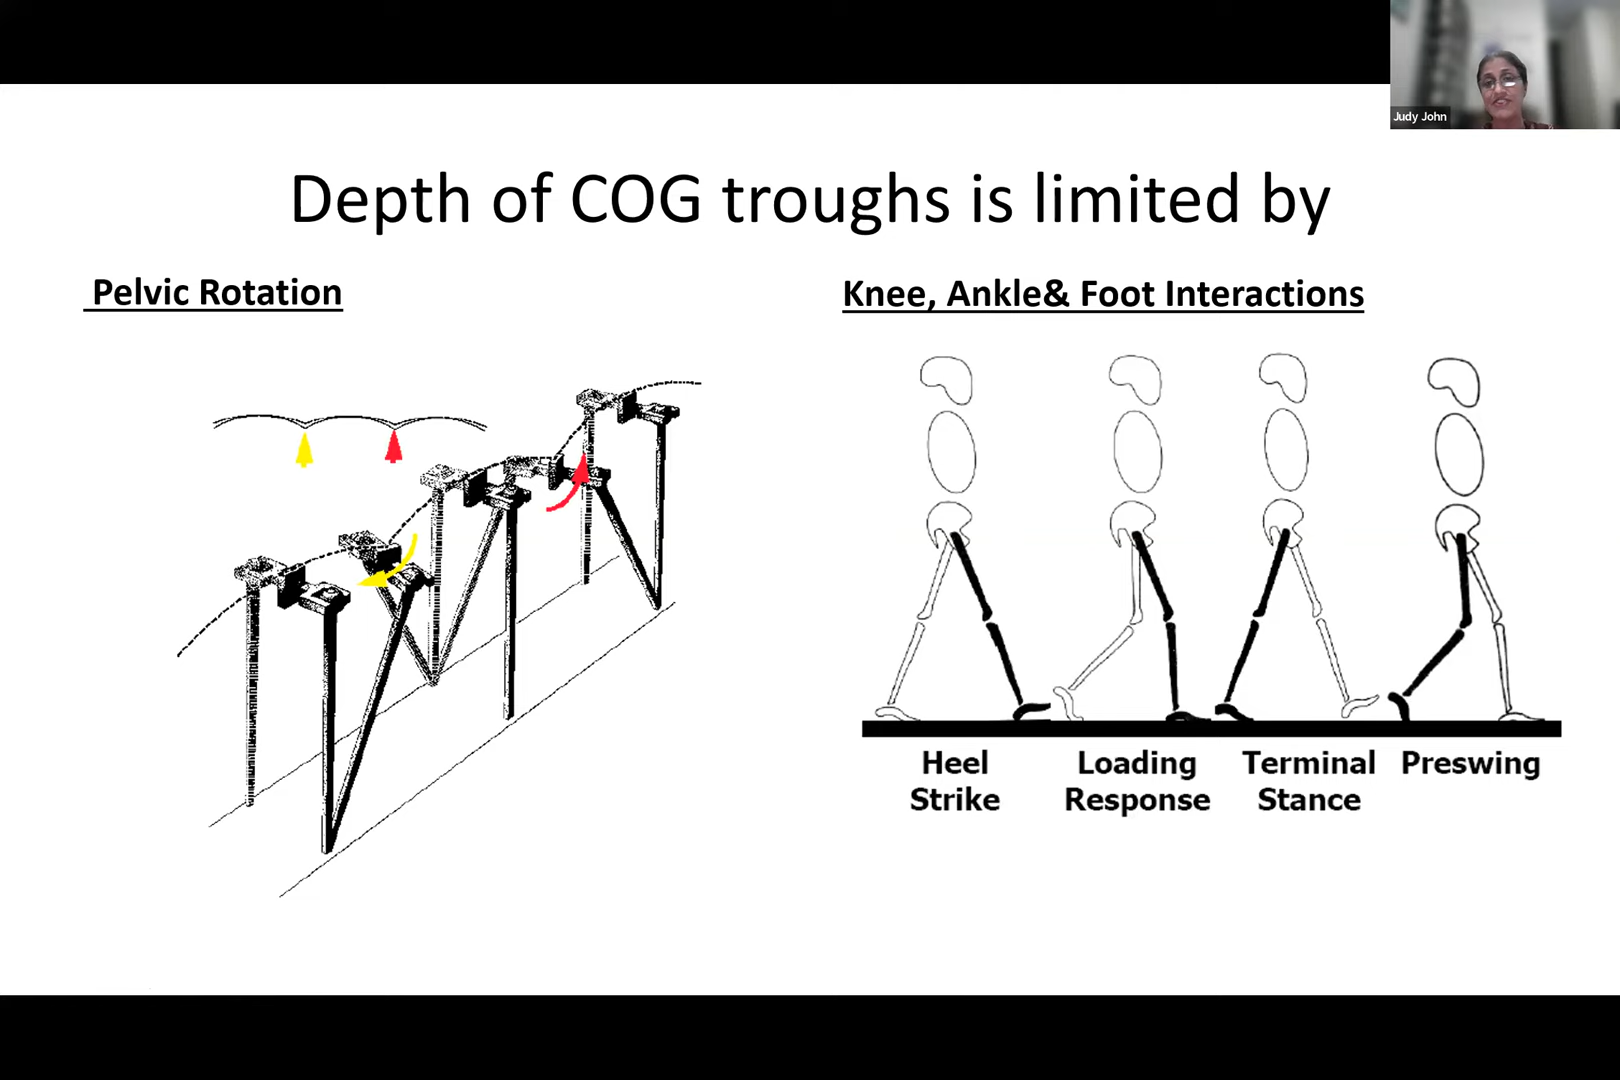 Judy John
Depth of COG troughs is limited by
Pelvic Rotation
Knee, Ankle& Foot Interactions
Heel
Strike
Loading
Response
Terminal
Stance
Preswing